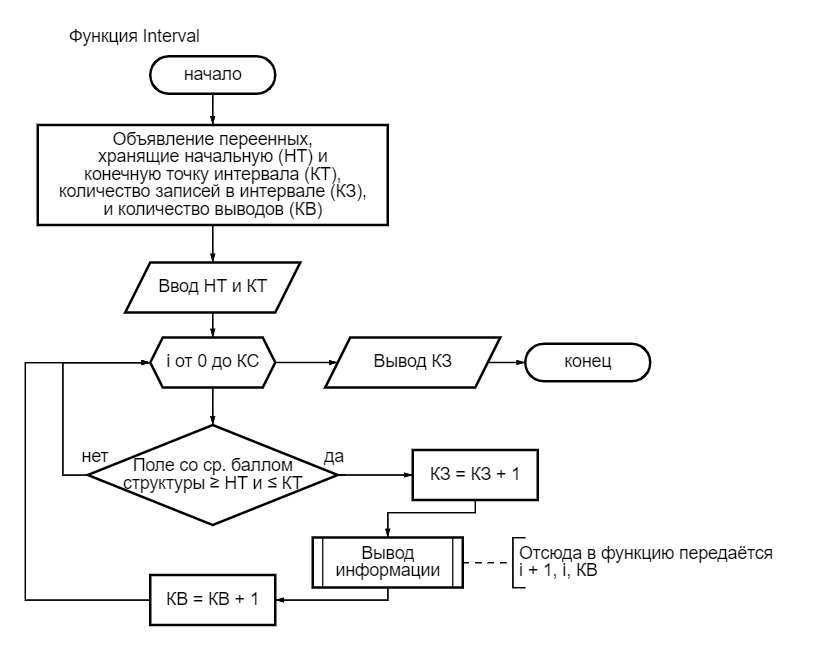 Функция Interval
начало
Объявление переенных,
хранящие начальную (НТ) и
конечную точку интервала (КТ),
количество записей в интервале (КЗ),
и количество выводов (КВ)
Ввод НТ и КТ
i от 0 до КС
Вывод КЗ
конец
нет
Поле со ср. баллом
структуры ≥ НТ и ≤ КТ
да
КЗ = КЗ + 1
Вывод
информации
Отсюда в функцию передаётся
i + 1, i, КВ
КВ = КВ + 1